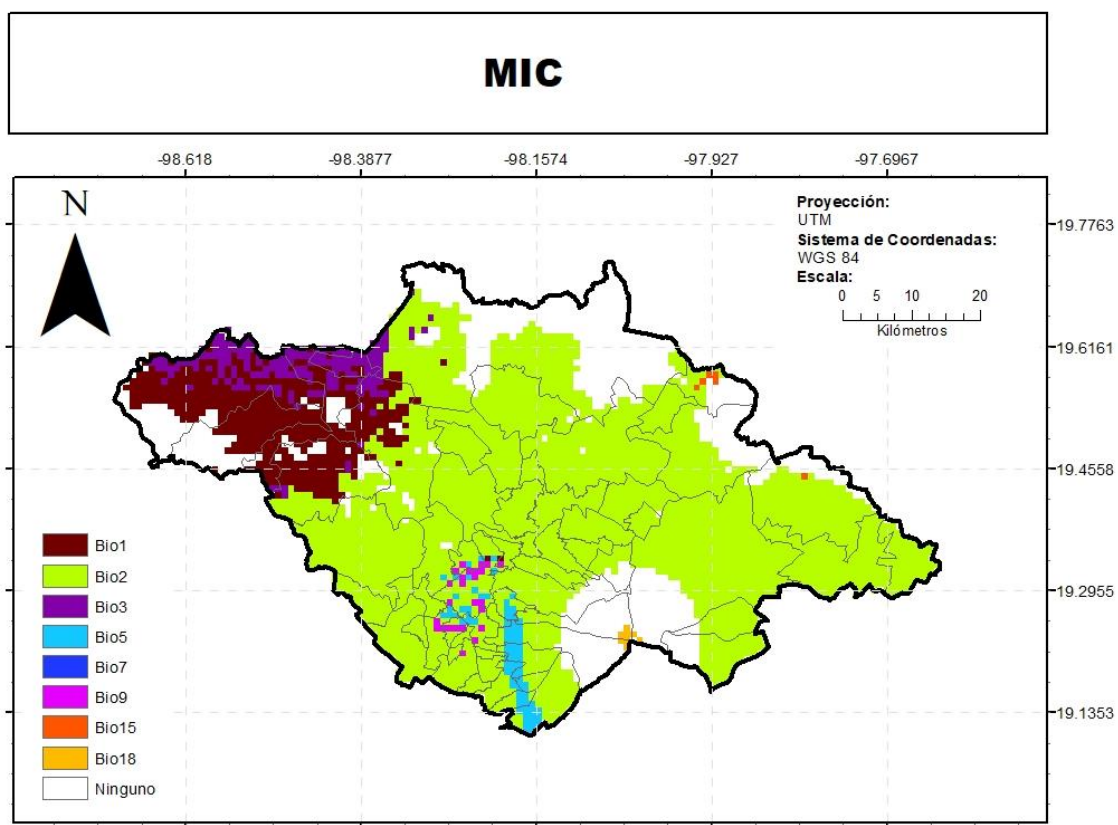 MIC
-98.618 -98.3877 -98.1574 -97.927 -97.6967
N
Proyección:
UTM
Sistema de Coordenadas:
WGS 84
Escala:
0 5 10 20
Kilómetros
19.7763
19.6161
19.4558
19.2955
19.1353
Bio1
Bio2
Bio3
Bio5
Bio7
Bio9
Bio15
Bio18
Ninguno